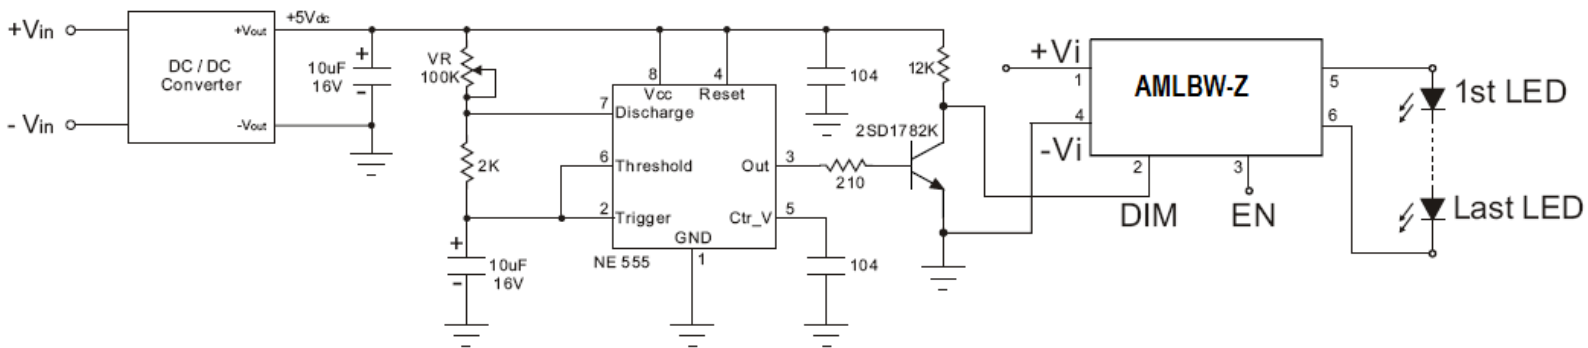 +Vin
- Vin
DC / DC
Converter
+Vout
-Vout
+5Vdc
10uF
16V
+
-
VR
100K
2K
+
-
10uF
16V
7
6
2
8
4
3
5
1
Vcc
Reset
Discharge
Threshold
Trigger
Out
Ctr_V
GND
NE 555
104
104
210
12K
2SD1782K
+Vi
1
4
-Vi
AMLBW-Z
2
3
DIM
EN
5
6
1st LED
Last LED